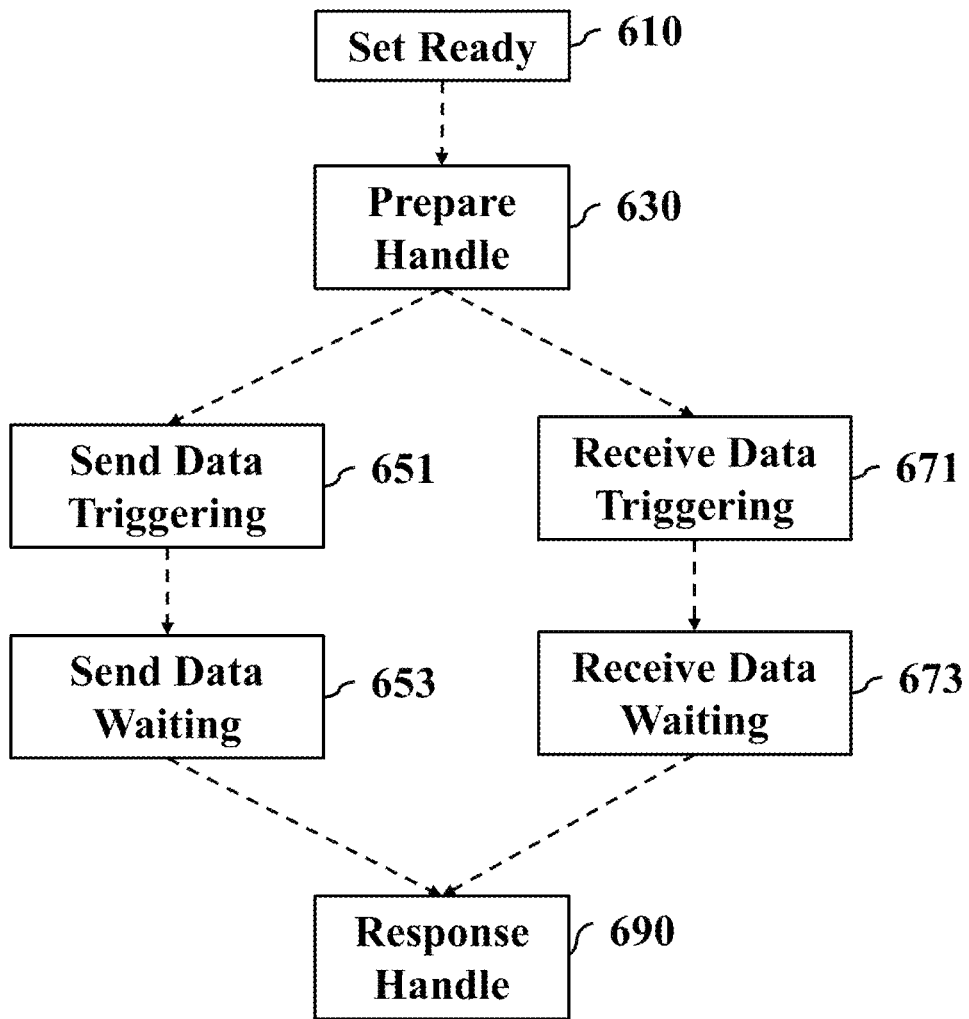 Set Ready
610
Prepare
Handle
630
Send Data
Triggering
651
Receive Data
Triggering
671
Send Data
Waiting
653
Receive Data
Waiting
673
Response
Handle
690